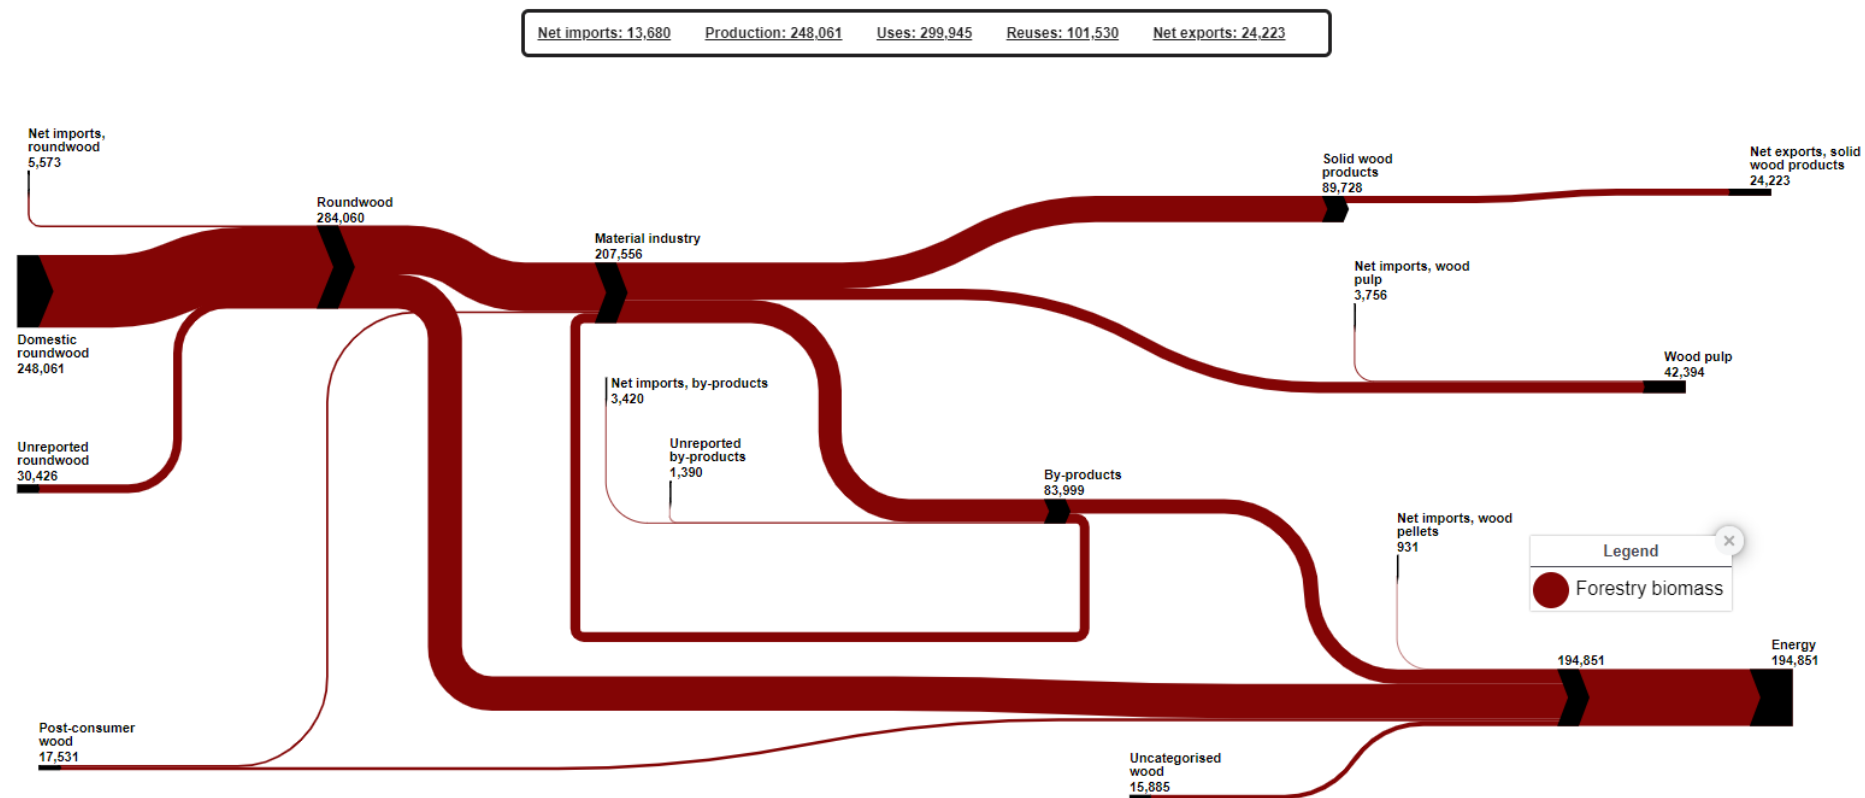 Net imports: 13,680 Production: 248,061 Uses: 299,945 Reuses: 101,530 Net exports: 24,223
Net imports,
roundwood
5,573
Roundwood
284,060
Material industry
207,556
Solid wood
products
89,728
Net exports, solid
wood products
24,223
Net imports, wood
pulp
3,756
Domestic
roundwood
248,061
Wood pulp
42,394
Net imports, by-products
3,420
Unreported
roundwood
30,426
Unreported
by-products
1,390
By-products
83,999
Net imports, wood
pellets
931
Legend
Forestry biomass
194,851
Energy
194,851
Post-consumer
wood
17,531
Uncategorised
wood
15,885